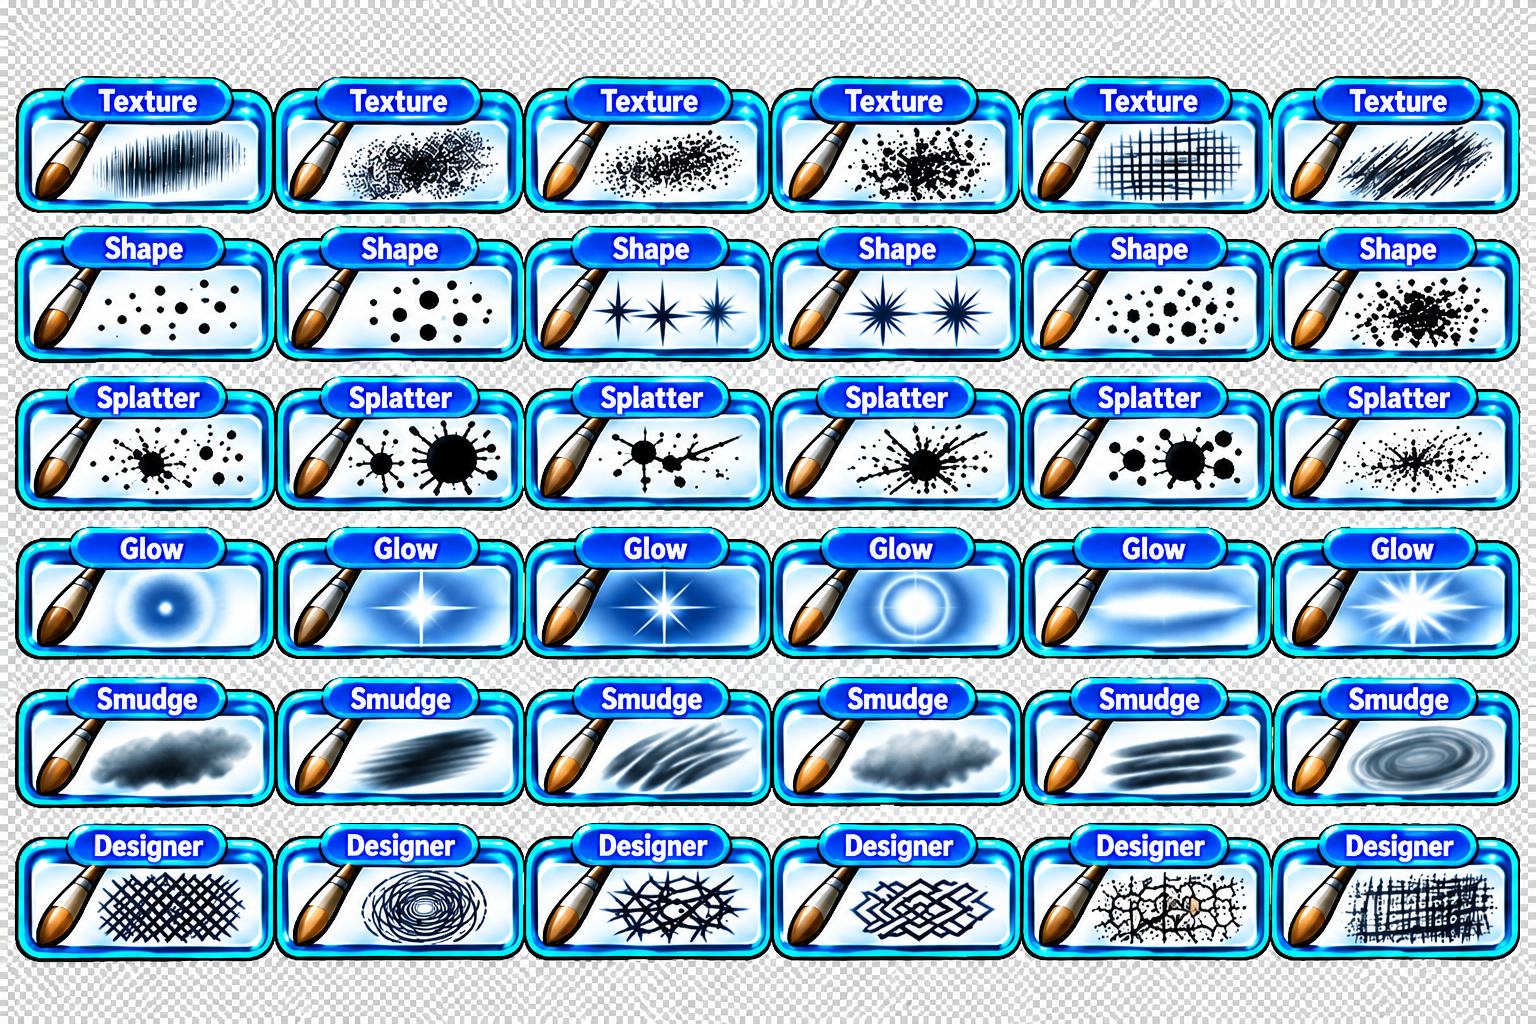 Texture Texture Texture Texture Texture Texture
Shape Shape Shape Shape Shape Shape
Splatter Splatter Splatter Splatter Splatter Splatter
Glow Glow Glow Glow Glow Glow
Smudge Smudge Smudge Smudge Smudge Smudge
Designer Designer Designer Designer Designer Designer